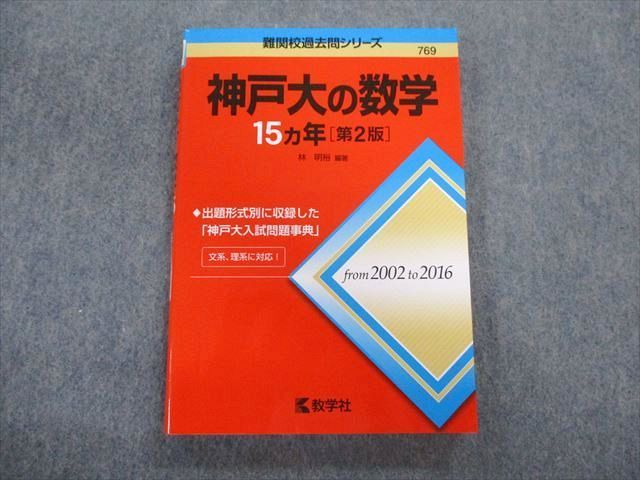 難関校過去問シリーズ
769
神戸大の数学
15ヵ年[第2版]
林 明裕 編著
◆出題形式別に収録した
「神戸大入試問題事典」
文系、理系に対応！
from 2002 to 2016
教学社